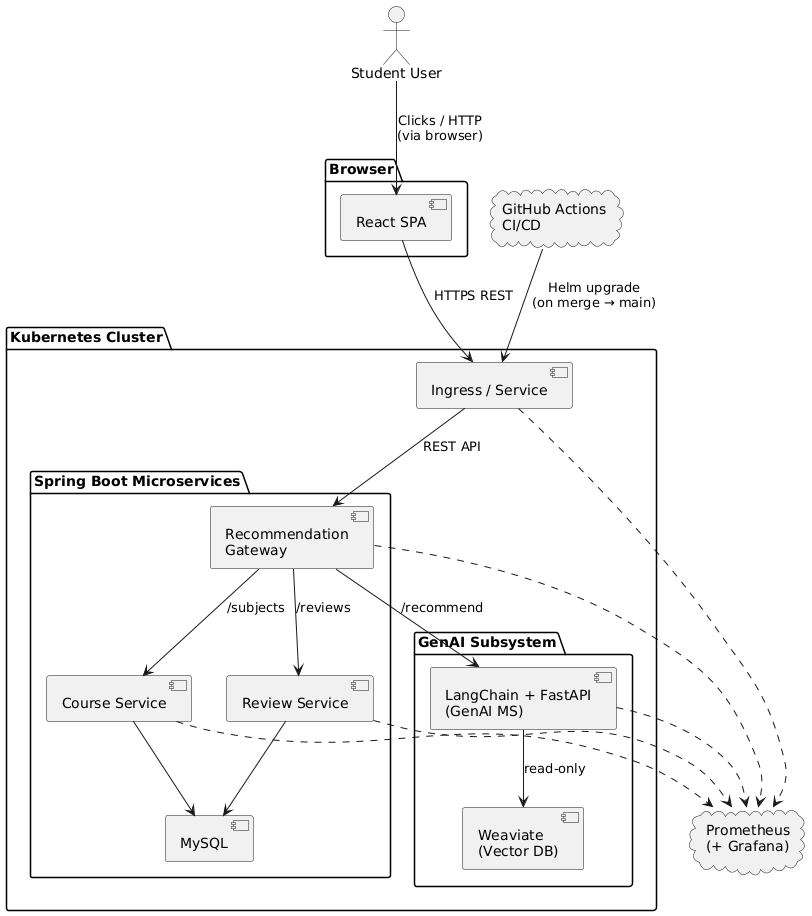 Student User
Clicks / HTTP
(via browser)
Browser
React SPA
GitHub Actions
CI/CD
HTTPS REST
Helm upgrade
(on merge → main)
Kubernetes Cluster
Ingress / Service
REST API
Spring Boot Microservices
Recommendation
Gateway
/subjects
/reviews
/recommend
GenAI Subsystem
Course Service
Review Service
LangChain + FastAPI
(GenAI MS)
read-only
MySQL
Weaviate
(Vector DB)
Prometheus
(+ Grafana)